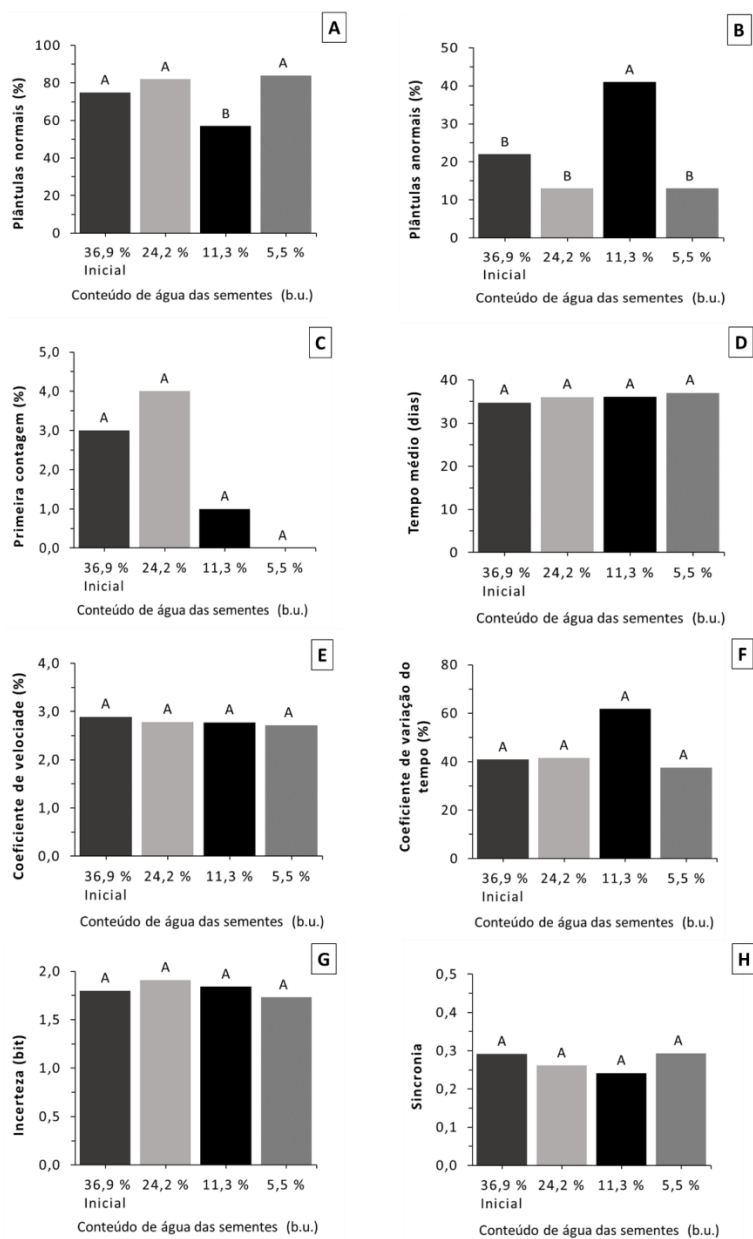 A
Plântulas normais (%)
100
80
60
40
20
0
A
A
B
A
36,9 % 24,2 % 11,3 % 5,5 %
Inicial
Conteúdo de água das sementes (b.u.)
B
Plântulas anormais (%)
50
40
30
20
10
0
B
B
A
B
36,9 % 24,2 % 11,3 % 5,5 %
Inicial
Conteúdo de água das sementes (b.u.)
C
Primeira contagem (%)
5,0
4,0
3,0
2,0
1,0
0,0
A
A
A
A
36,9 % 24,2 % 11,3 % 5,5 %
Inicial
Conteúdo de água das sementes (b.u.)
D
Tempo médio (dias)
40
30
20
10
0
A
A
A
A
36,9 % 24,2 % 11,3 % 5,5 %
Inicial
Conteúdo de água das sementes (b.u.)
E
Coeficiente de velociade (%)
4,0
3,0
2,0
1,0
0,0
A
A
A
A
36,9 % 24,2 % 11,3 % 5,5 %
Inicial
Conteúdo de água das sementes (b.u.)
F
Coeficiente de variação do
tempo (%)
80
60
40
20
0
A
A
A
A
36,9 % 24,2 % 11,3 % 5,5 %
Inicial
Conteúdo de água das sementes (b.u.)
G
Incerteza (bit)
2,0
1,5
1,0
0,5
0,0
A
A
A
A
36,9 % 24,2 % 11,3 % 5,5 %
Inicial
Conteúdo de água das sementes (b.u.)
H
Sincronia
0,5
0,4
0,3
0,2
0,1
0,0
A
A
A
A
36,9 % 24,2 % 11,3 % 5,5 %
Inicial
Conteúdo de água das sementes (b.u.)